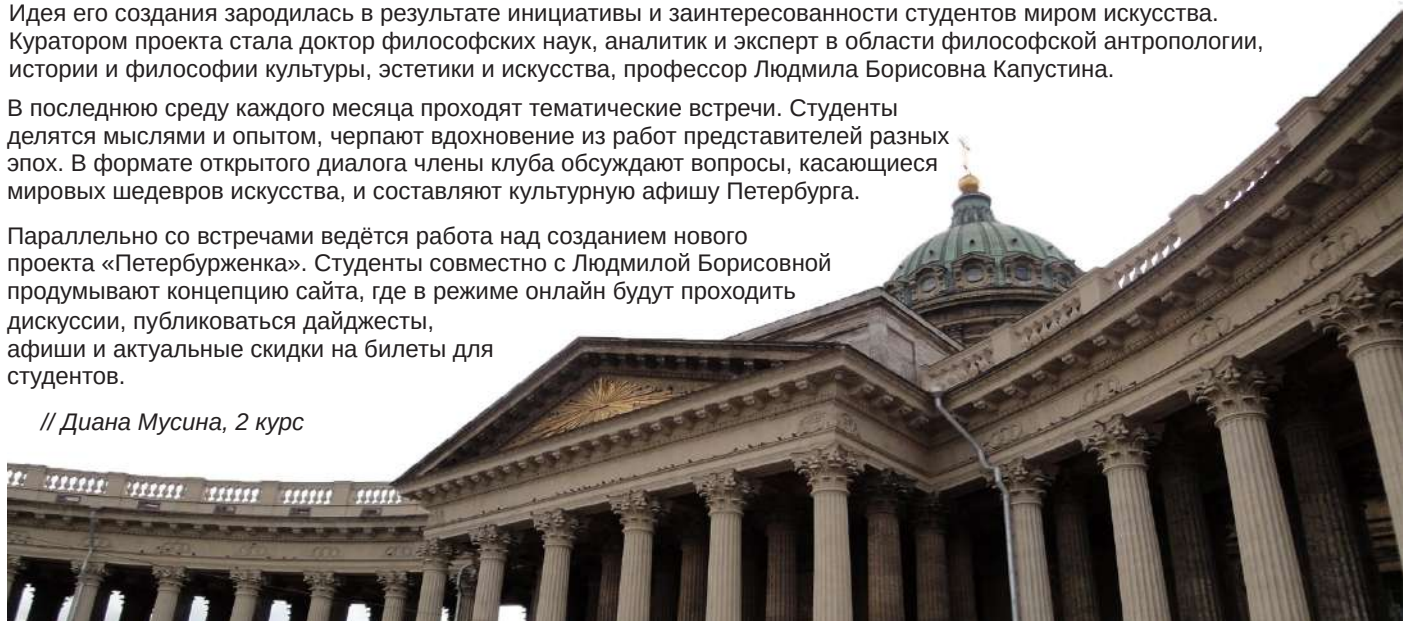 Идея его создания зародилась в результате инициативы и заинтересованности студентов миром искусства.
Куратором проекта стала доктор философских наук, аналитик и эксперт в области философской антропологии,
истории и философии культуры, эстетики и искусства, профессор Людмила Борисовна Капустина.
В последнюю среду каждого месяца проходят тематические встречи. Студенты
делятся мыслями и опытом, черпают вдохновение из работ представителей разных
эпох. В формате открытого диалога члены клуба обсуждают вопросы, касающиеся
мировых шедевров искусства, и составляют культурную афишу Петербурга.
Параллельно со встречами ведётся работа над созданием нового
проекта «Петербурженка». Студенты совместно с Людмилой Борисовной
продумывают концепцию сайта, где в режиме онлайн будут проходить
дискуссии, публиковаться дайджесты,
афиши и актуальные скидки на билеты для
студентов.
// Диана Мусина, 2 курс